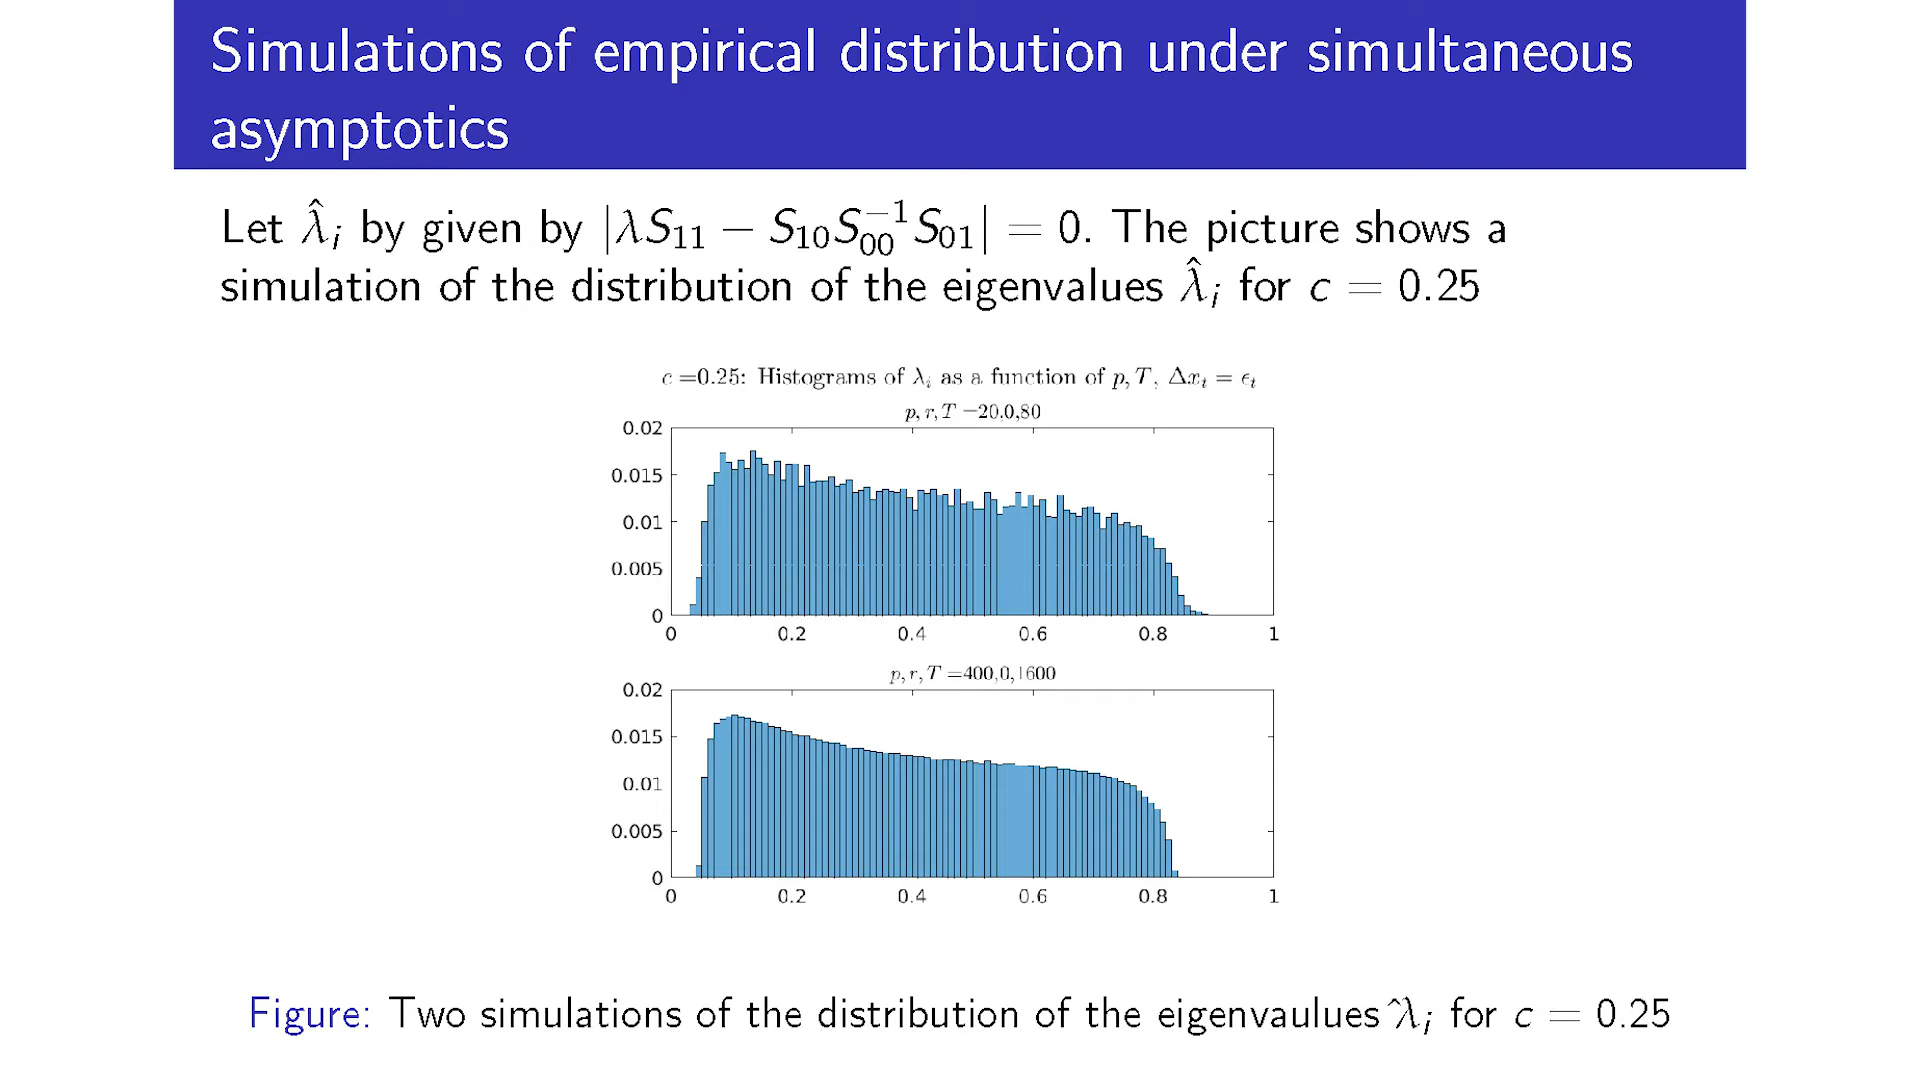 Simulations of empirical distribution under simultaneous
asymptotics
Let λ̂ᵢ by given by |λS₁₁ − S₁₀S₀₀⁻¹S₀₁| = 0. The picture shows a
simulation of the distribution of the eigenvalues λ̂ᵢ for c = 0.25
c =0.25: Histograms of λᵢ as a function of p, T, Δxₜ = ϵₜ
p, r, T =20,0,80
0.02
0.015
0.01
0.005
0
0 0.2 0.4 0.6 0.8 1
p, r, T =400,0,1600
0.02
0.015
0.01
0.005
0
0 0.2 0.4 0.6 0.8 1
Figure: Two simulations of the distribution of the eigenvaulues ˆλᵢ for c = 0.25